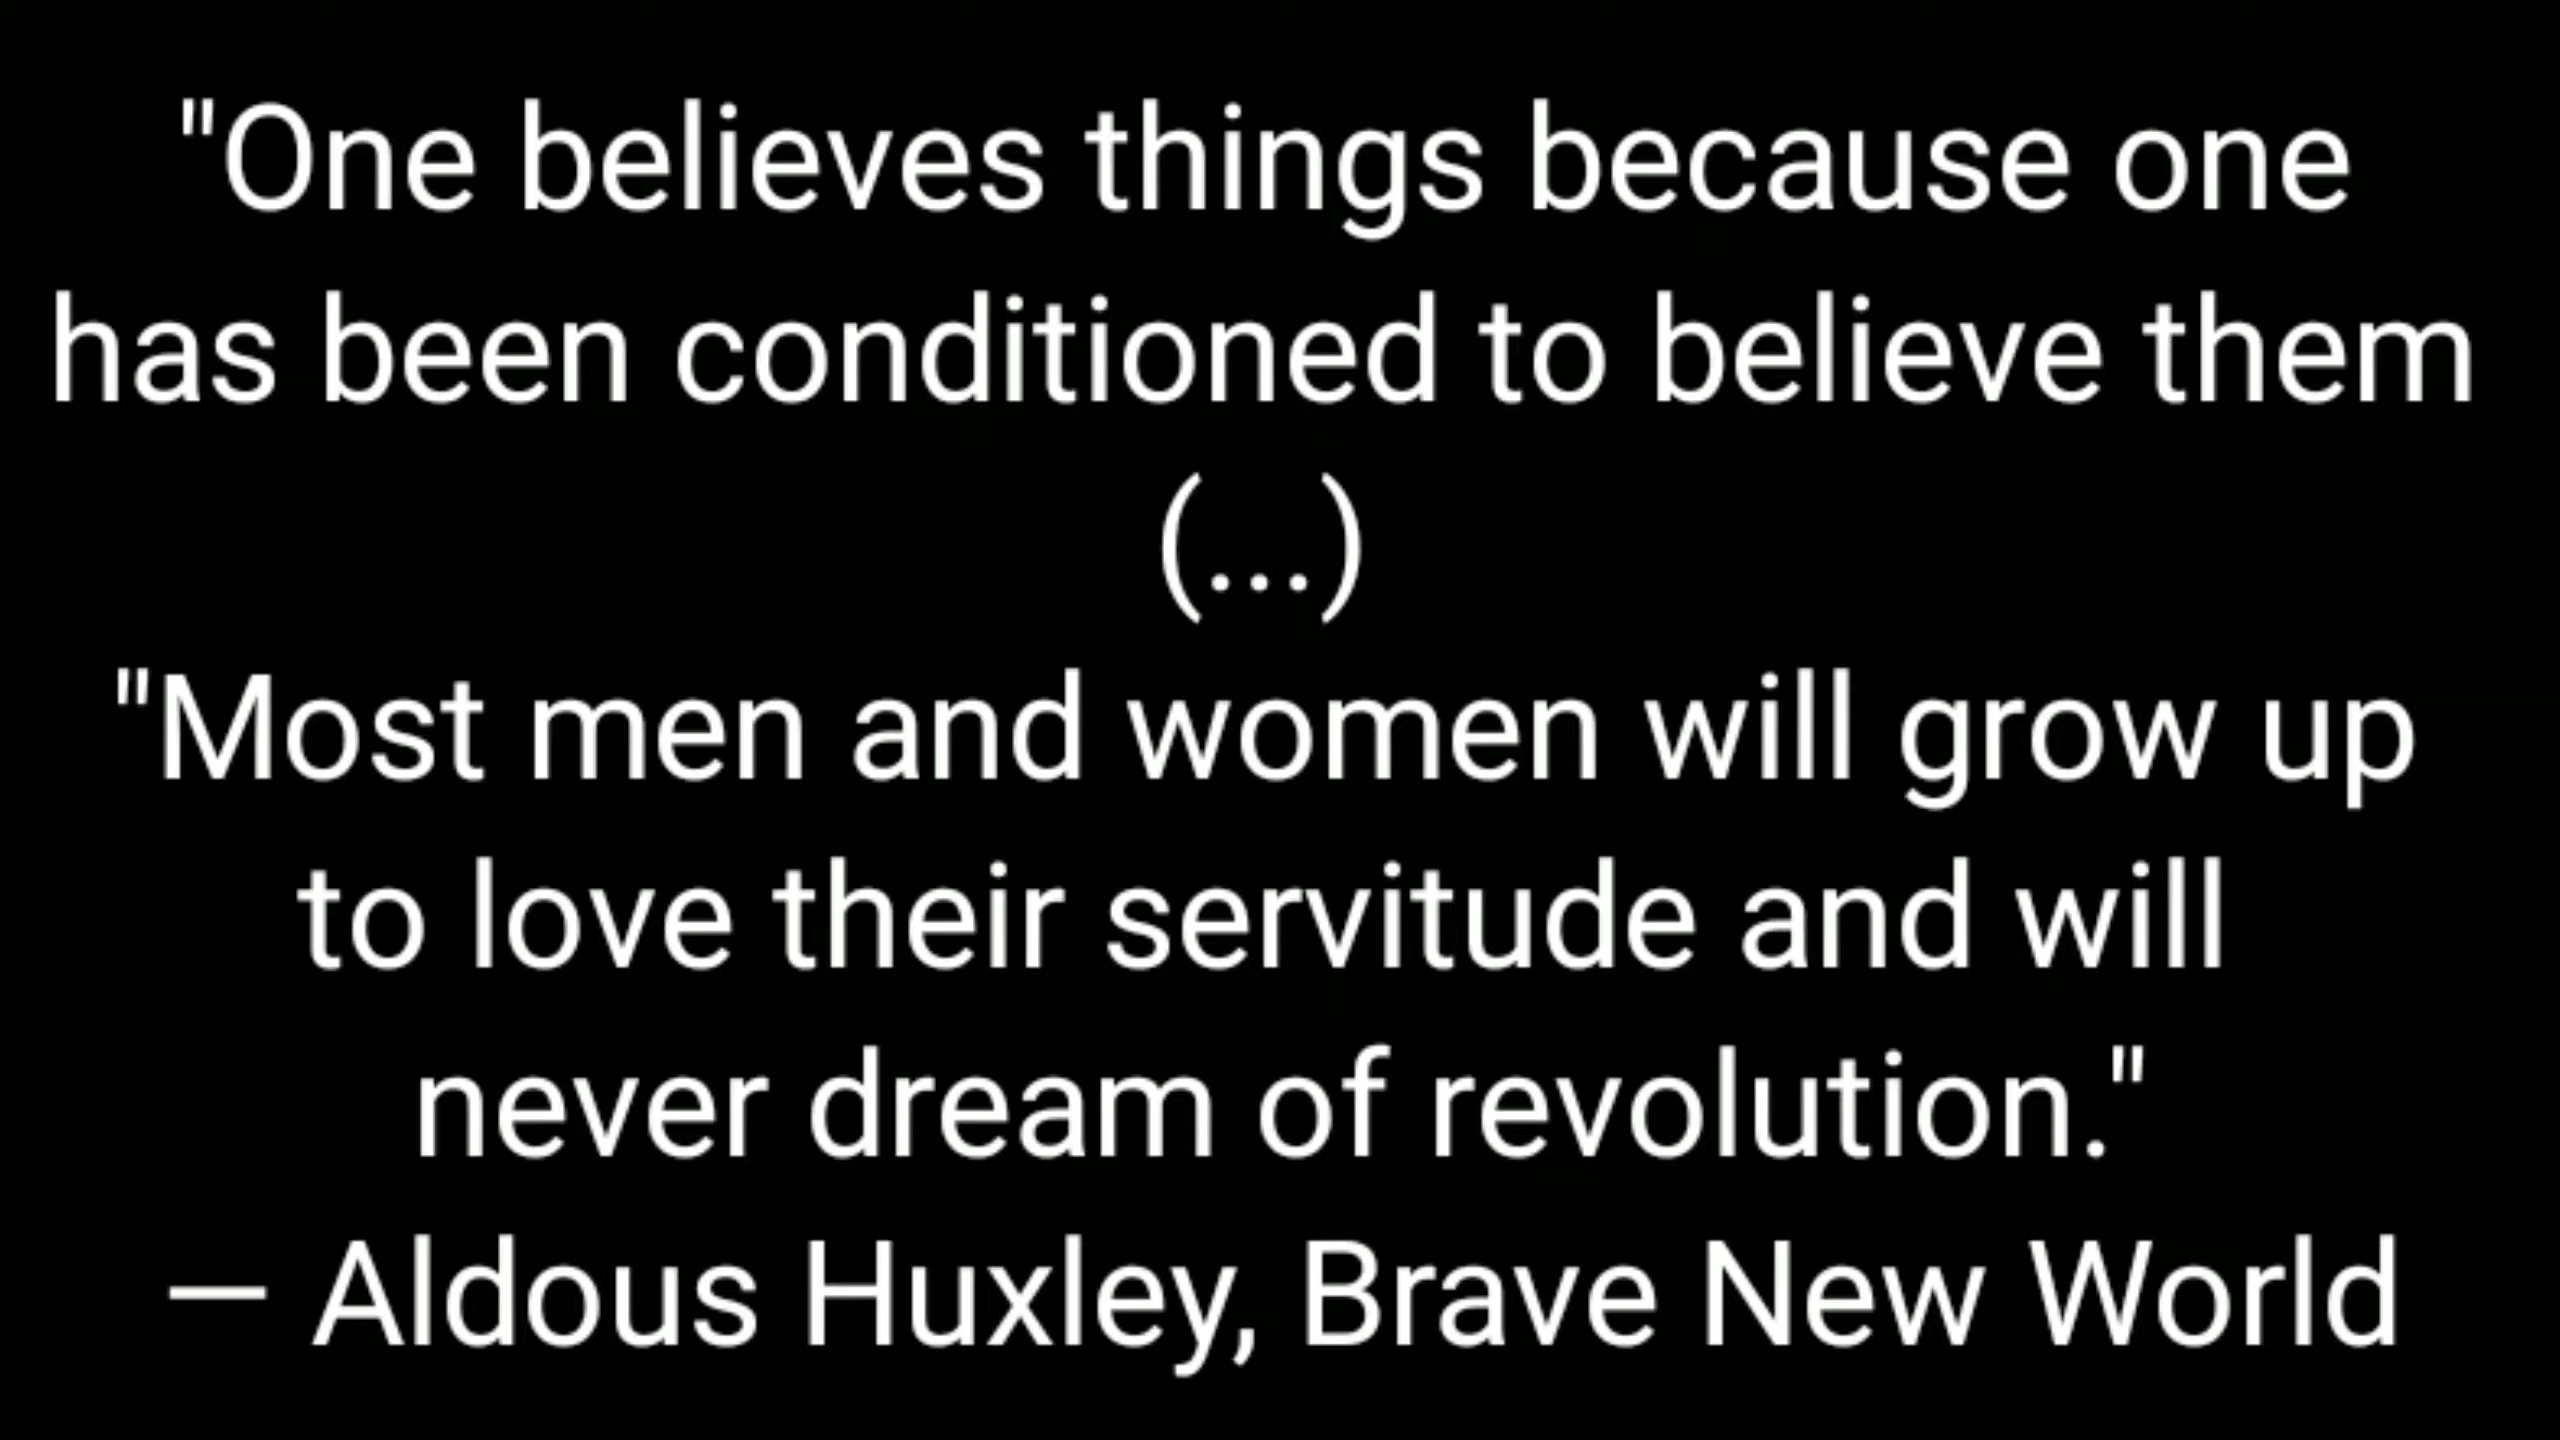 "One believes things because one
has been conditioned to believe them
(...)
"Most men and women will grow up
to love their servitude and will
never dream of revolution."
— Aldous Huxley, Brave New World